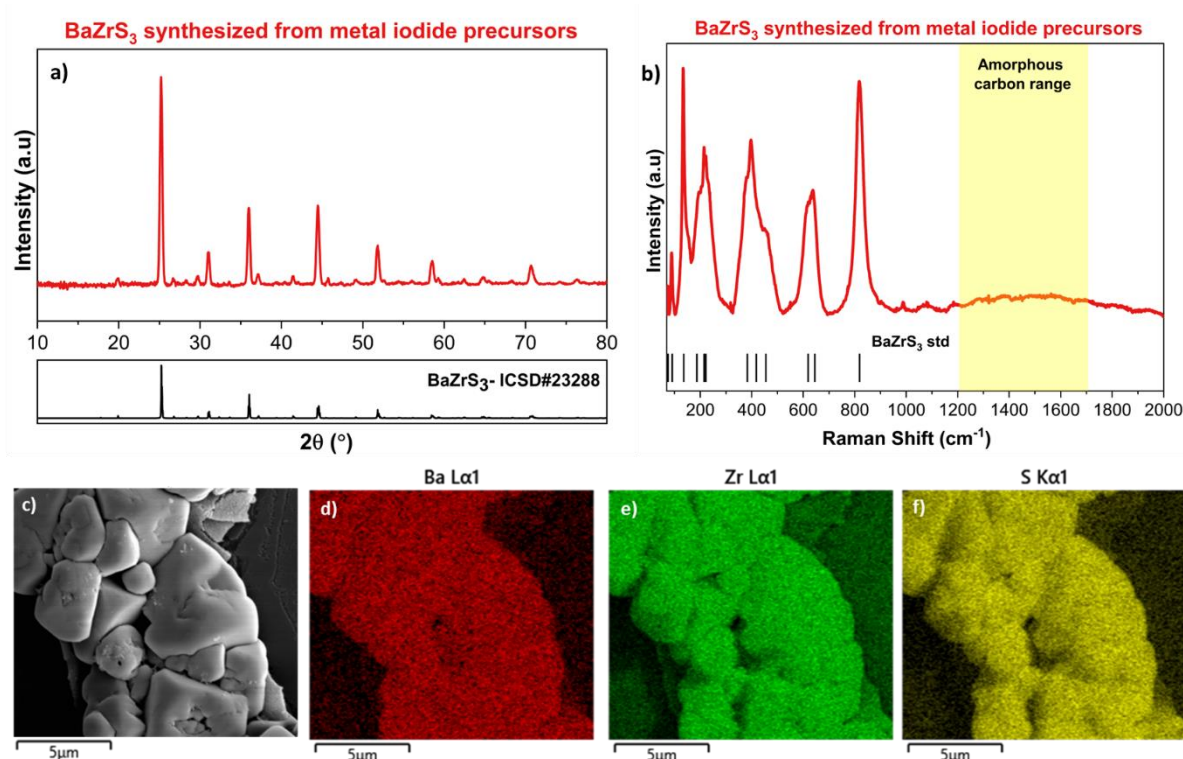 BaZrS₃ synthesized from metal iodide precursors
a)
Intensity (a.u)
10 20 30 40 50 60 70 80
BaZrS₃- ICSD#23288
2θ (°)
BaZrS₃ synthesized from metal iodide precursors
b)
Amorphous
carbon range
Intensity (a.u)
BaZrS₃ std
200 400 600 800 1000 1200 1400 1600 1800 2000
Raman Shift (cm⁻¹)
c)
5µm
Ba Lα1
d)
5µm
Zr Lα1
e)
5µm
S Kα1
f)
5µm